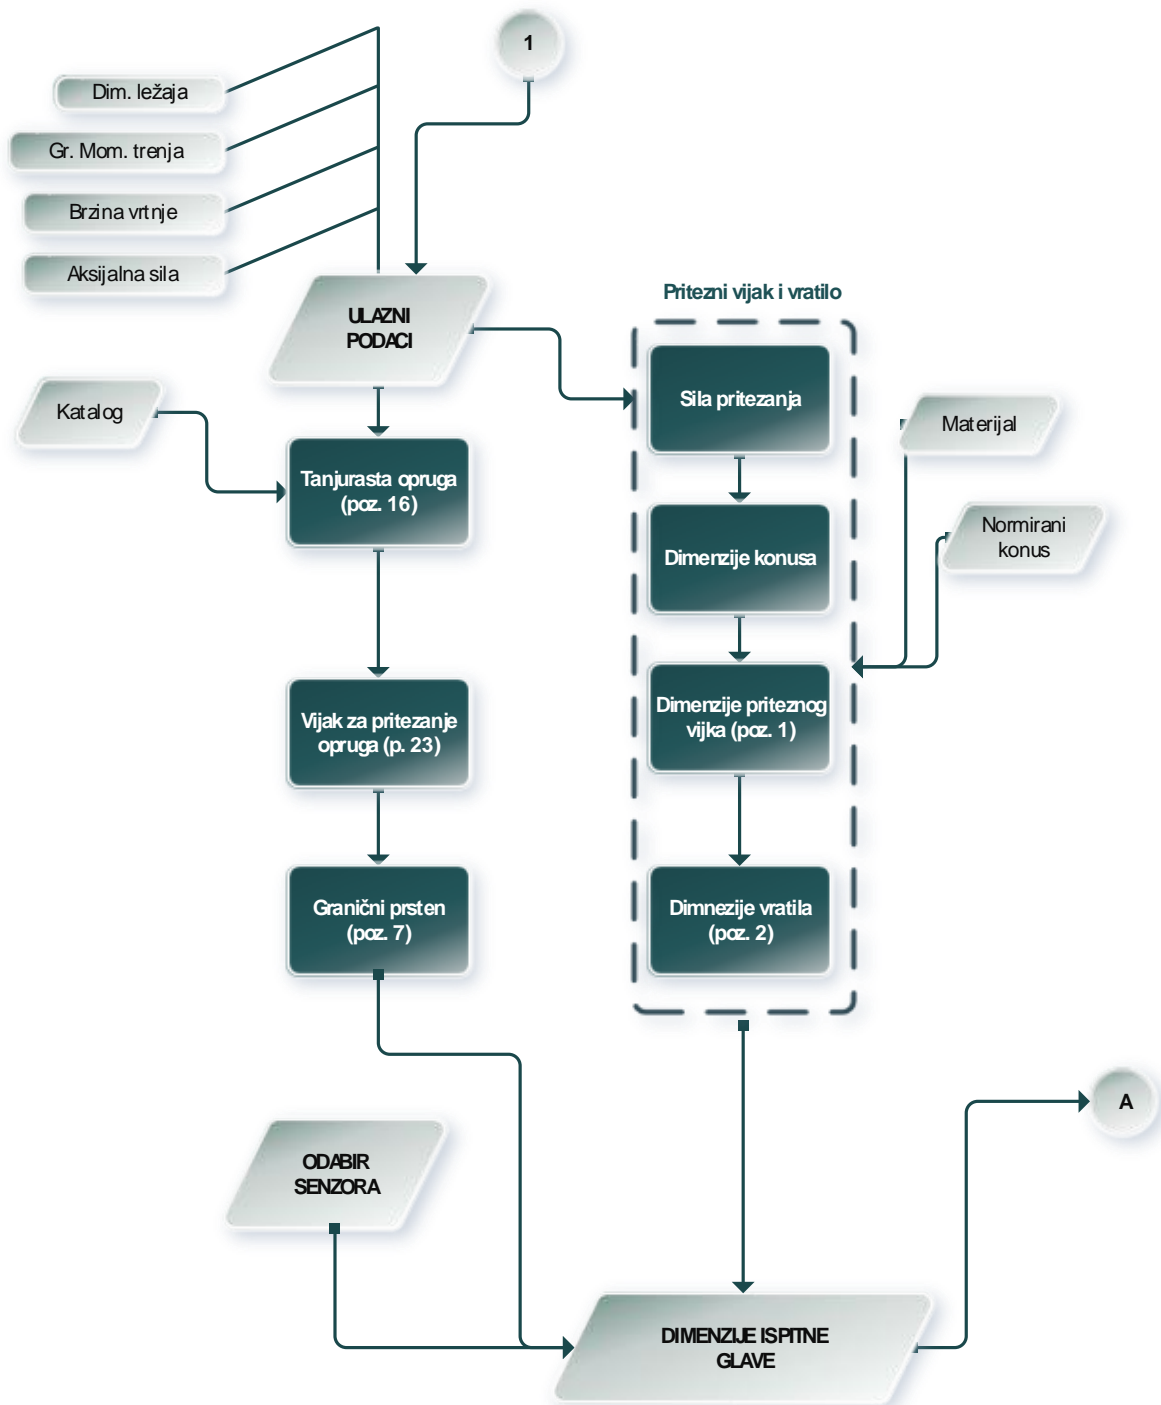 1
Dim. ležaja
Gr. Mom. trenja
Brzina vrtnje
Aksijalna sila
ULAZNI
PODACI
Pritezni vijak i vratilo
Sila pritezanja
Katalog
Materijal
Tanjurasta opruga
(poz. 16)
Normirani
konus
Dimenzije konusa
Vijak za pritezanje
opruga (p. 23)
Dimenzije priteznog
vijka (poz. 1)
Granični prsten
(poz. 7)
Dimnezije vratila
(poz. 2)
A
ODABIR
SENZORA
DIMENZIJE ISPITNE
GLAVE